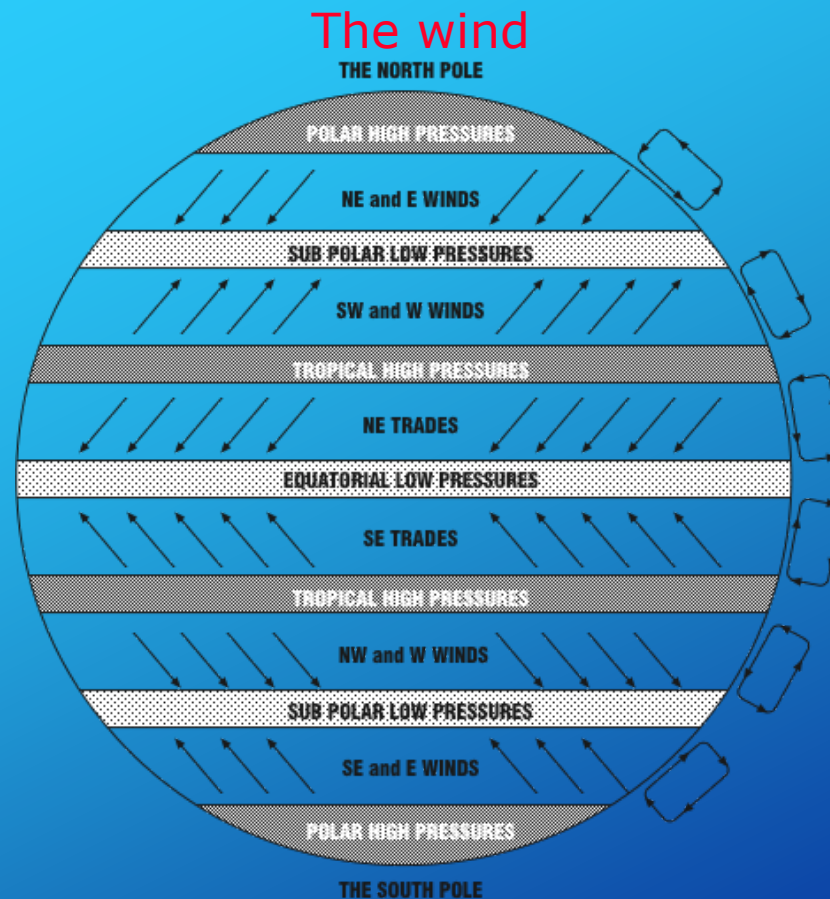 The wind
THE NORTH POLE
POLAR HIGH PRESSURES
NE and E WINDS
SUB POLAR LOW PRESSURES
SW and W WINDS
TROPICAL HIGH PRESSURES
NE TRADES
EQUATORIAL LOW PRESSURES
SE TRADES
TROPICAL HIGH PRESSURES
NW and W WINDS
SUB POLAR LOW PRESSURES
SE and E WINDS
POLAR HIGH PRESSURES
THE SOUTH POLE